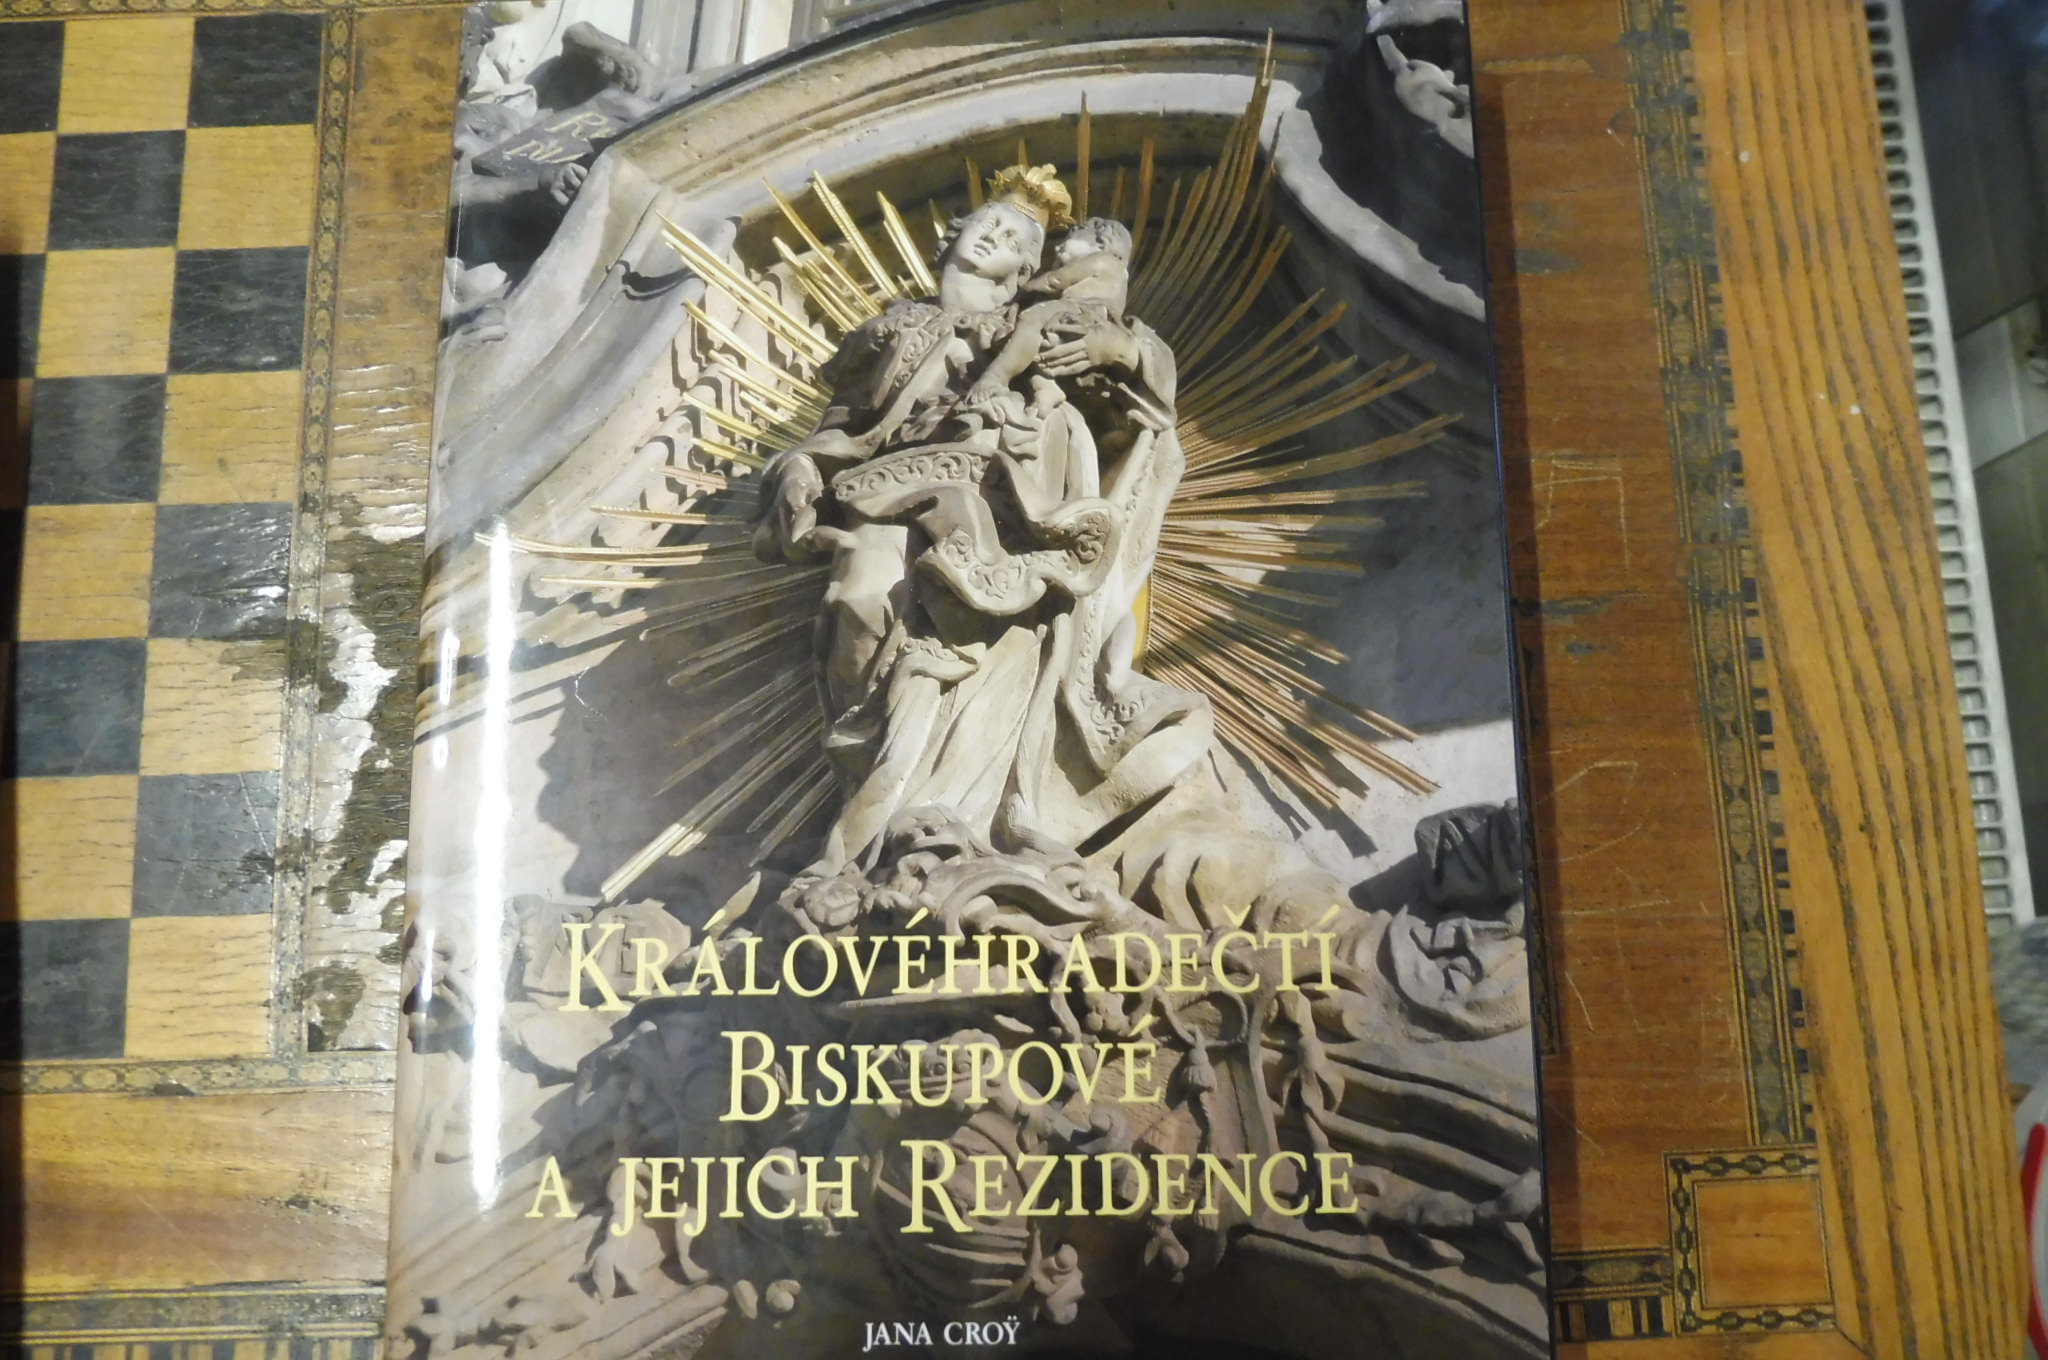 KRÁLOVÉHRADEČTÍ
BISKUPOVÉ
A JEJICH REZIDENCE
JANA CROŸ